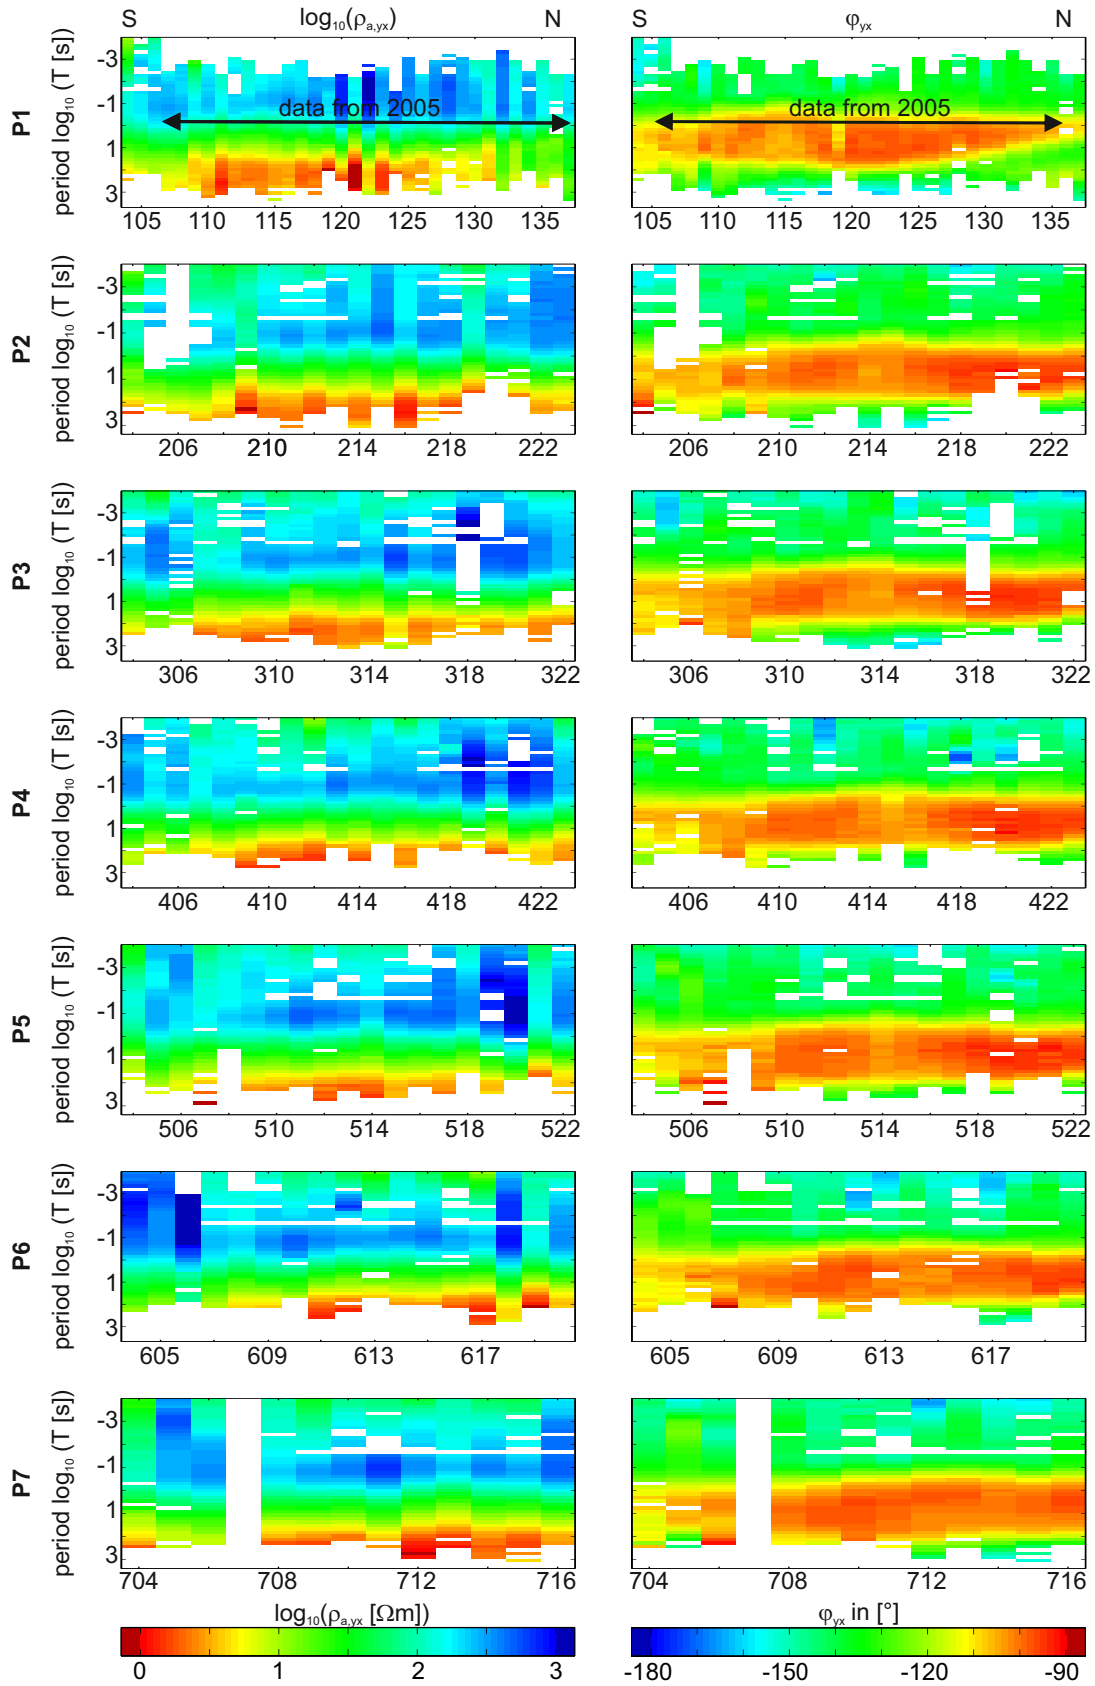 S log₁₀(ρₐ,yx) N S φyx N
P1 period log₁₀ (T [s])
-3
-1
1
3
data from 2005 data from 2005
105 110 115 120 125 130 135 105 110 115 120 125 130 135
P2 period log₁₀ (T [s])
-3
-1
1
3
206 210 214 218 222 206 210 214 218 222
P3 period log₁₀ (T [s])
-3
-1
1
3
306 310 314 318 322 306 310 314 318 322
P4 period log₁₀ (T [s])
-3
-1
1
3
406 410 414 418 422 406 410 414 418 422
P5 period log₁₀ (T [s])
-3
-1
1
3
506 510 514 518 522 506 510 514 518 522
P6 period log₁₀ (T [s])
-3
-1
1
3
605 609 613 617 605 609 613 617
P7 period log₁₀ (T [s])
-3
-1
1
3
704 708 712 716 704 708 712 716
log₁₀(ρₐ,yx [Ωm]) φyx in [°]
0 1 2 3 -180 -150 -120 -90